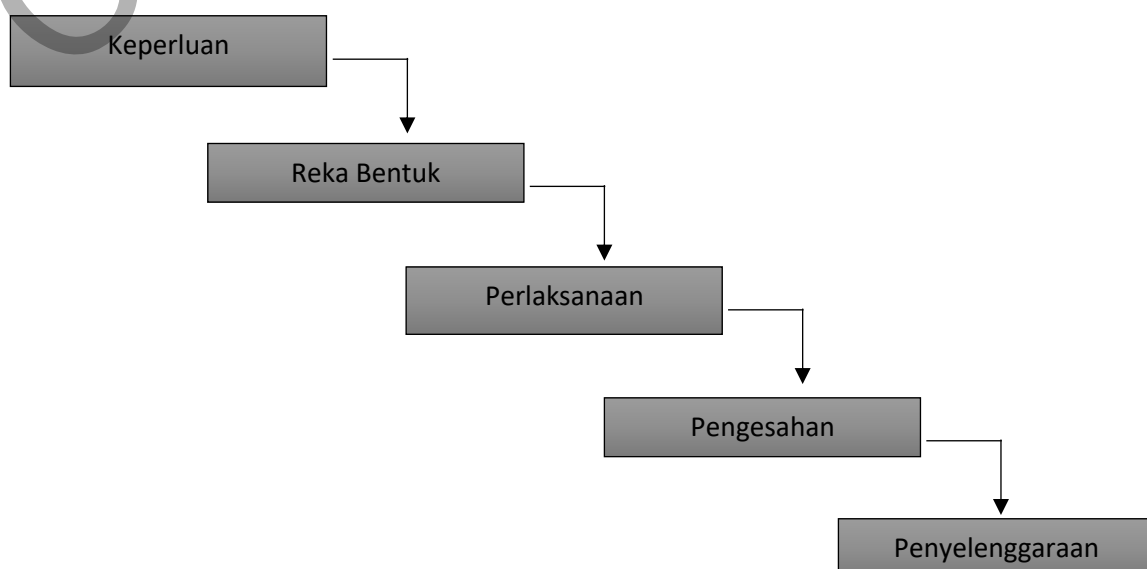 Keperluan
Reka Bentuk
Perlaksanaan
Pengesahan
Penyelenggaraan